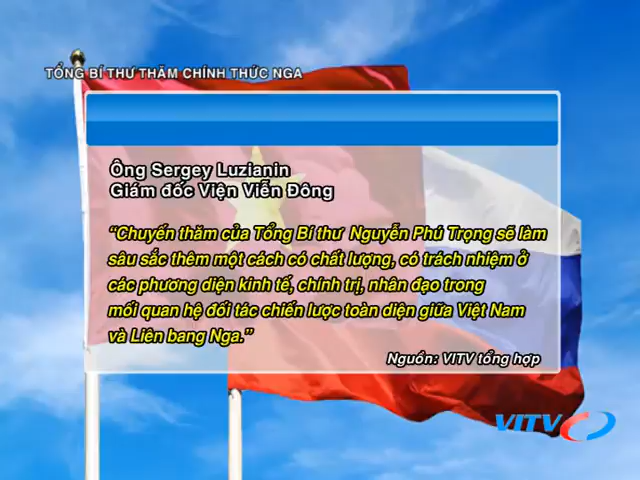 TỔNG BÍ THƯ THĂM CHÍNH THỨC NGA
Ông Sergey Luzianin
Giám đốc Viện Viễn Đông
“Chuyến thăm của Tổng Bí thư Nguyễn Phú Trọng sẽ làm
sâu sắc thêm một cách có chất lượng, có trách nhiệm ở
các phương diện kinh tế, chính trị, nhân đạo trong
mối quan hệ đối tác chiến lược toàn diện giữa Việt Nam
và Liên bang Nga.”
Nguồn: VITV tổng hợp
VITV